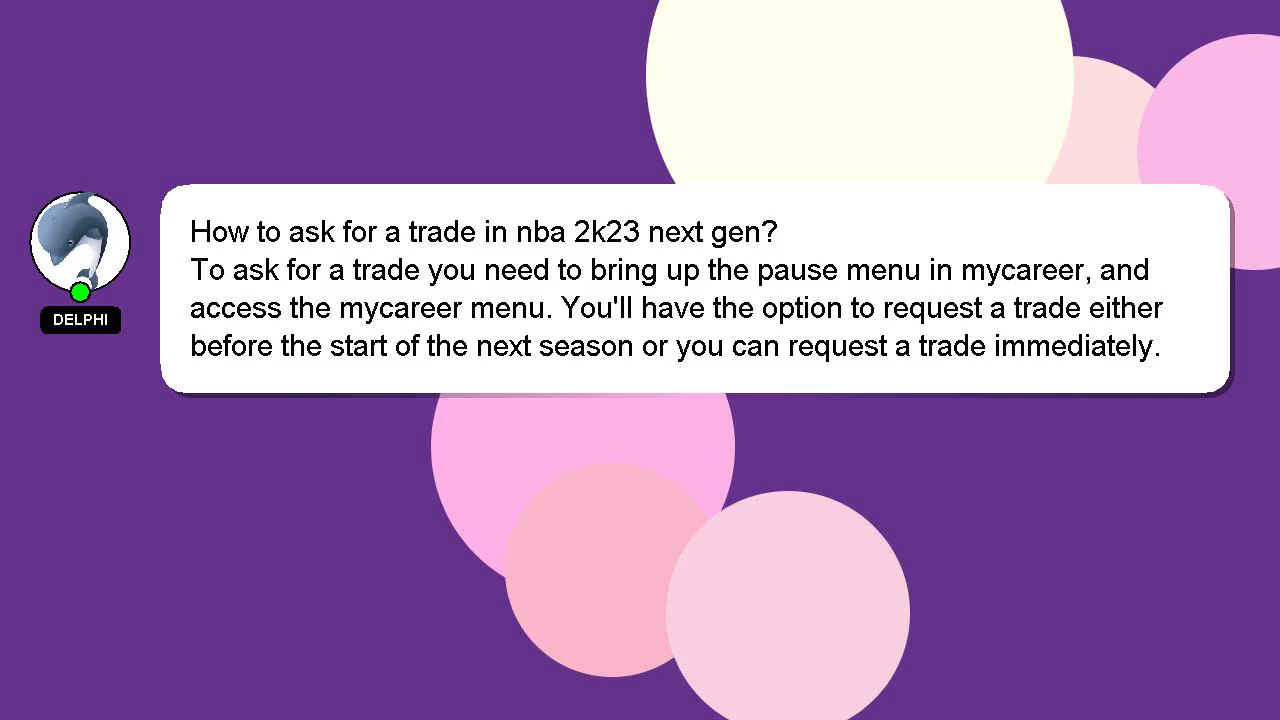 How to ask for a trade in nba 2k23 next gen?
To ask for a trade you need to bring up the pause menu in mycareer, and
access the mycareer menu. You'll have the option to request a trade either
before the start of the next season or you can request a trade immediately.
DELPHI